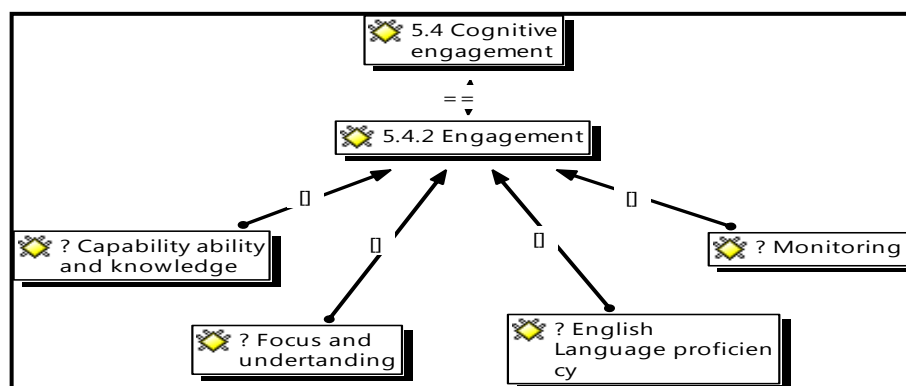 5.4 Cognitive
engagement
==
5.4.2 Engagement
[]
[]
[]
[]
? Capability ability
and knowledge
? Monitoring
? Focus and
undertanding
? English
Language proficien
cy